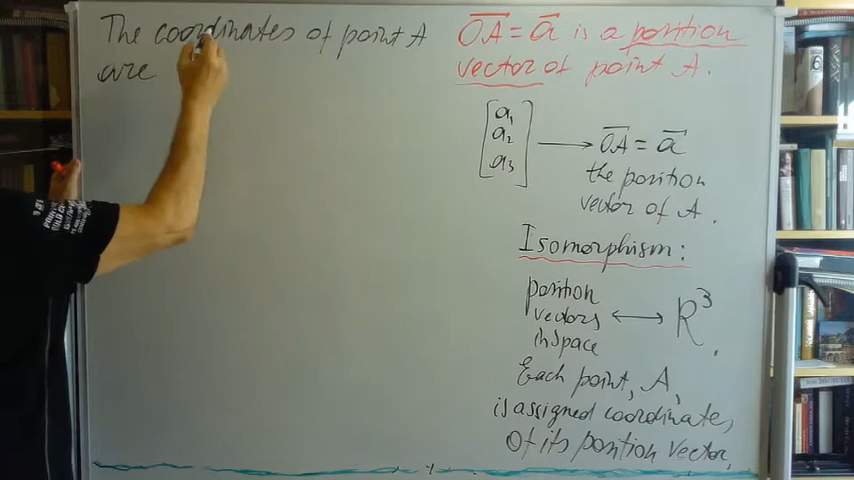 The coordinates of point A
are
OA = a is a position
vector of point A.
[a1 a2 a3] → OA = a
the position
vector of A.
Isomorphism:
position
vectors ↔ R³.
in space
Each point, A,
is assigned coordinate,
of its position vector.